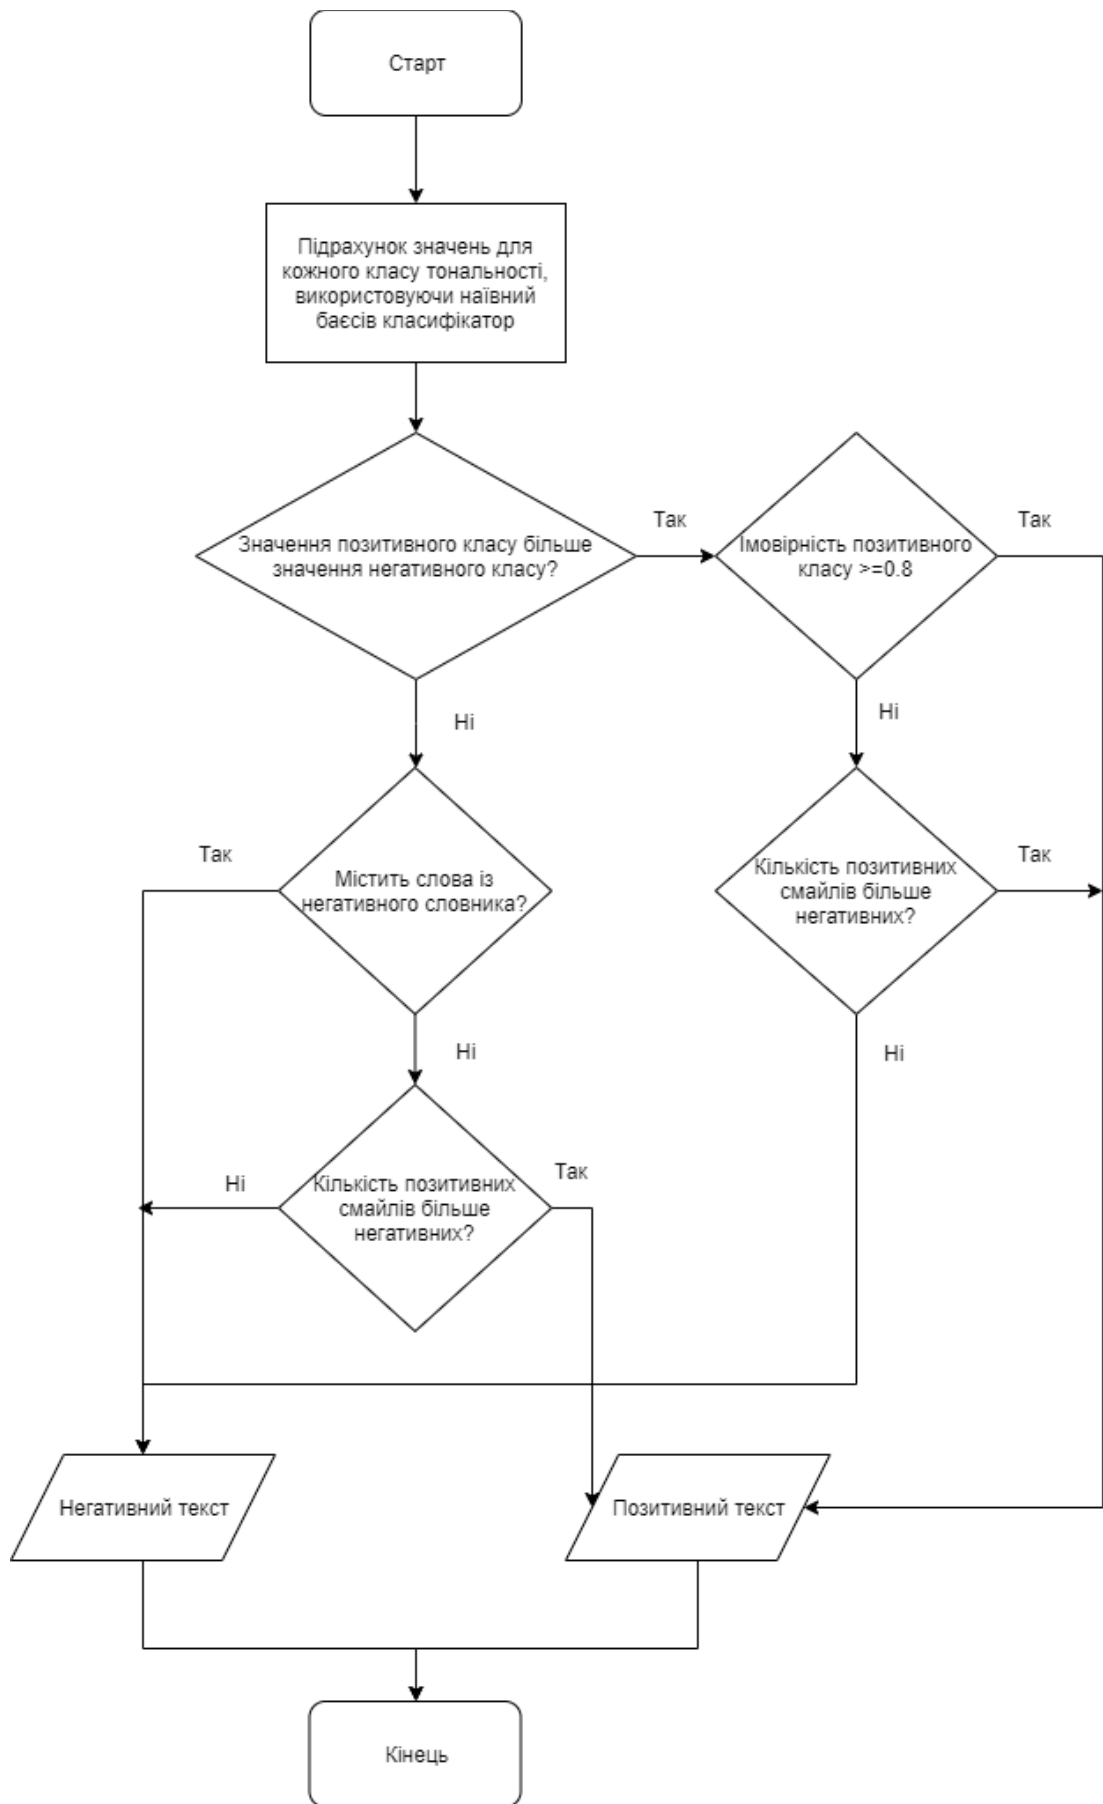 Старт
Підрахунок значень для
кожного класу тональності,
використовуючи наївний
баєсів класифікатор
Значення позитивного класу більше
значення негативного класу?
Так
Імовірність позитивного
класу >=0.8
Так
Ні
Ні
Так
Містить слова із
негативного словника?
Кількість позитивних
смайлів більше
негативних?
Так
Ні
Ні
Ні
Кількість позитивних
смайлів більше
негативних?
Так
Негативний текст
Позитивний текст
Кінець